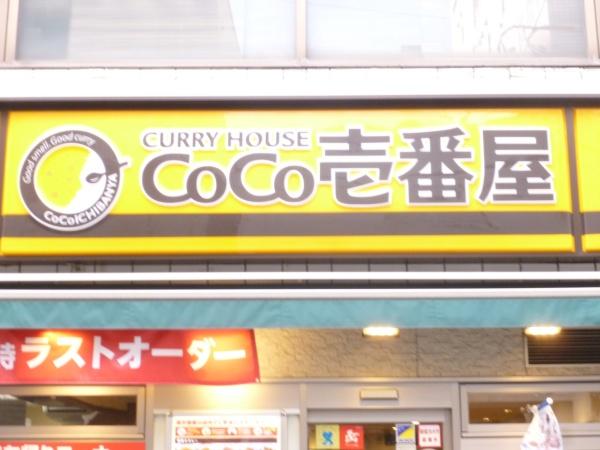 Good smell. Good curry
CoCoICHIBANYA
CURRY HOUSE
CoCo壱番屋
時ラストオーダー